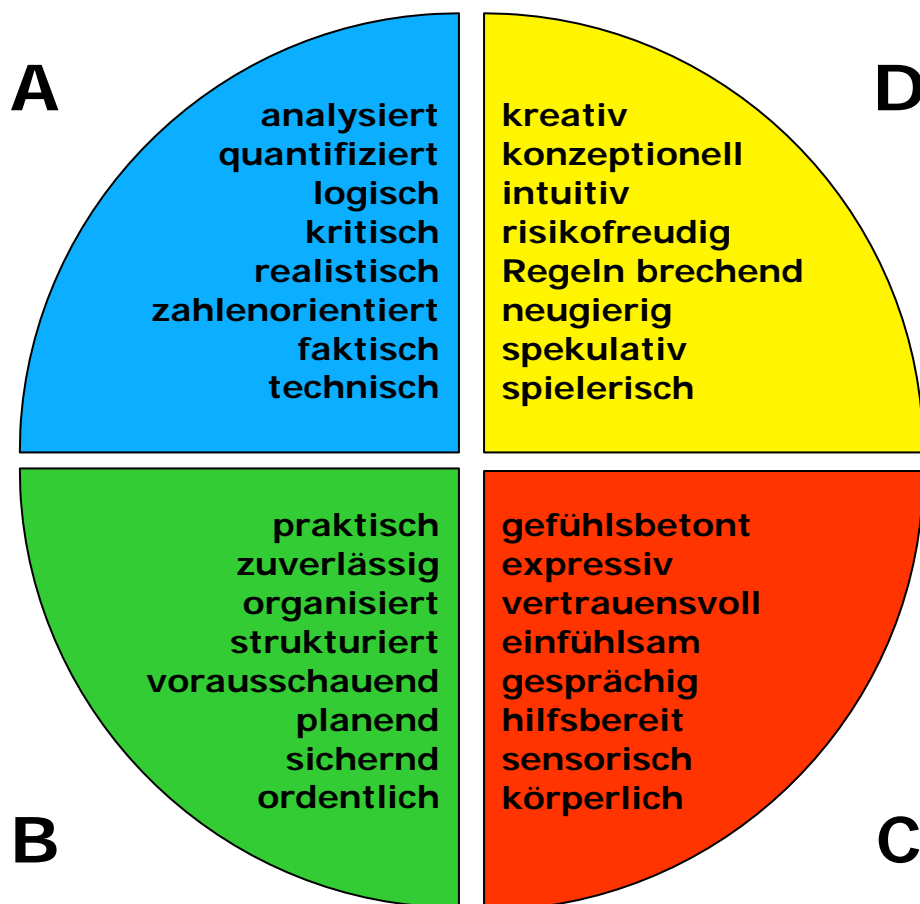 A
analysiert
quantifiziert
logisch
kritisch
realistisch
zahlenorientiert
faktisch
technisch
D
kreativ
konzeptionell
intuitiv
risikofreudig
Regeln brechend
neugierig
spekulativ
spielerisch
praktisch
zuverlässig
organisiert
strukturiert
vorausschauend
planend
sichernd
ordentlich
B
gefühlsbetont
expressiv
vertrauensvoll
einfühlsam
gesprächig
hilfsbereit
sensorisch
körperlich
C